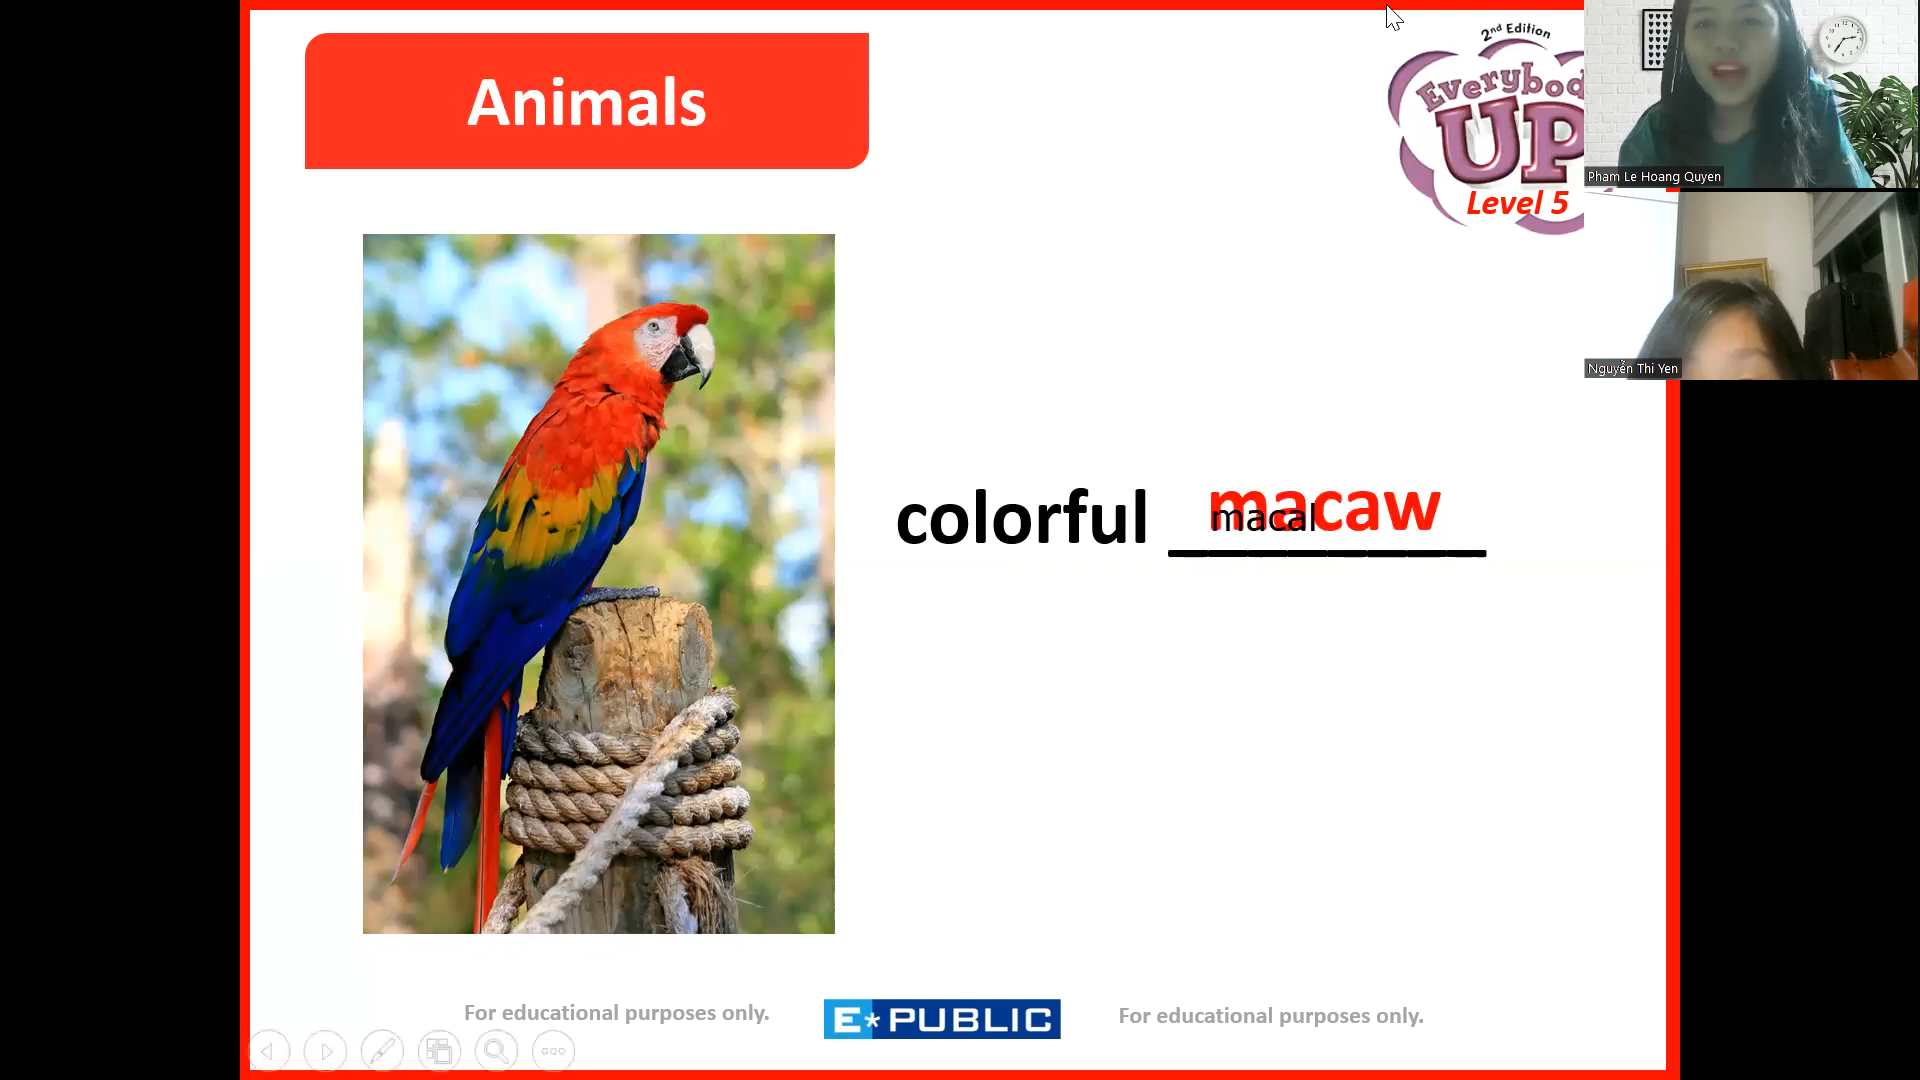 Animals
2nd Edition
Everybod
UP
Level 5
Pham Le Hoang Quyen
Nguyễn Thi Yen
colorful macaw
macal
For educational purposes only.
E*PUBLIC
For educational purposes only.